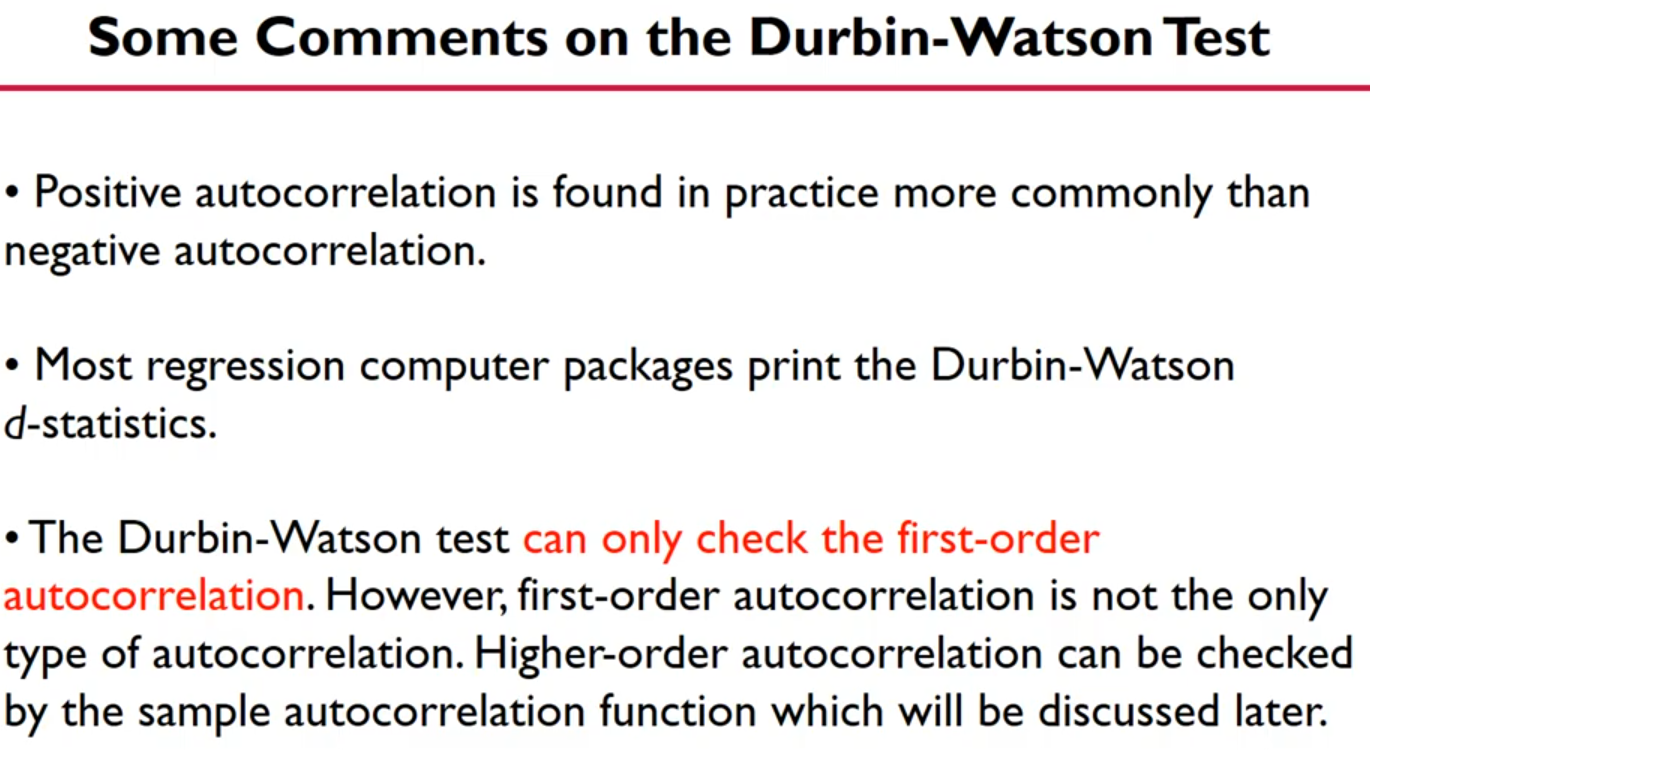 Some Comments on the Durbin-Watson Test
• Positive autocorrelation is found in practice more commonly than
negative autocorrelation.
• Most regression computer packages print the Durbin-Watson
d-statistics.
• The Durbin-Watson test can only check the first-order
autocorrelation. However, first-order autocorrelation is not the only
type of autocorrelation. Higher-order autocorrelation can be checked
by the sample autocorrelation function which will be discussed later.